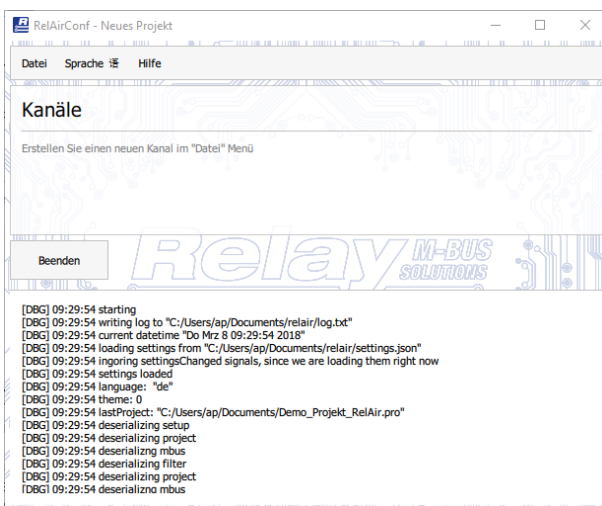 RelAirConf - Neues Projekt
Datei Sprache 语 Hilfe
Kanäle
Erstellen Sie einen neuen Kanal im "Datei" Menü
Relay M-BUS
SOLUTIONS
Beenden
[DBG] 09:29:54 starting
[DBG] 09:29:54 writing log to "C:/Users/ap/Documents/relair/log.txt"
[DBG] 09:29:54 current datetime "Do Mrz 8 09:29:54 2018"
[DBG] 09:29:54 loading settings from "C:/Users/ap/Documents/relair/settings.json"
[DBG] 09:29:54 ingoring settingsChanged signals, since we are loading them right now
[DBG] 09:29:54 settings loaded
[DBG] 09:29:54 language: "de"
[DBG] 09:29:54 theme: 0
[DBG] 09:29:54 lastProject: "C:/Users/ap/Documents/Demo_Projekt_RelAir.pro"
[DBG] 09:29:54 deserializing setup
[DBG] 09:29:54 deserializing project
[DBG] 09:29:54 deserializing mbus
[DBG] 09:29:54 deserializing filter
[DBG] 09:29:54 deserializing project
[DBG] 09:29:54 deserializing mbus